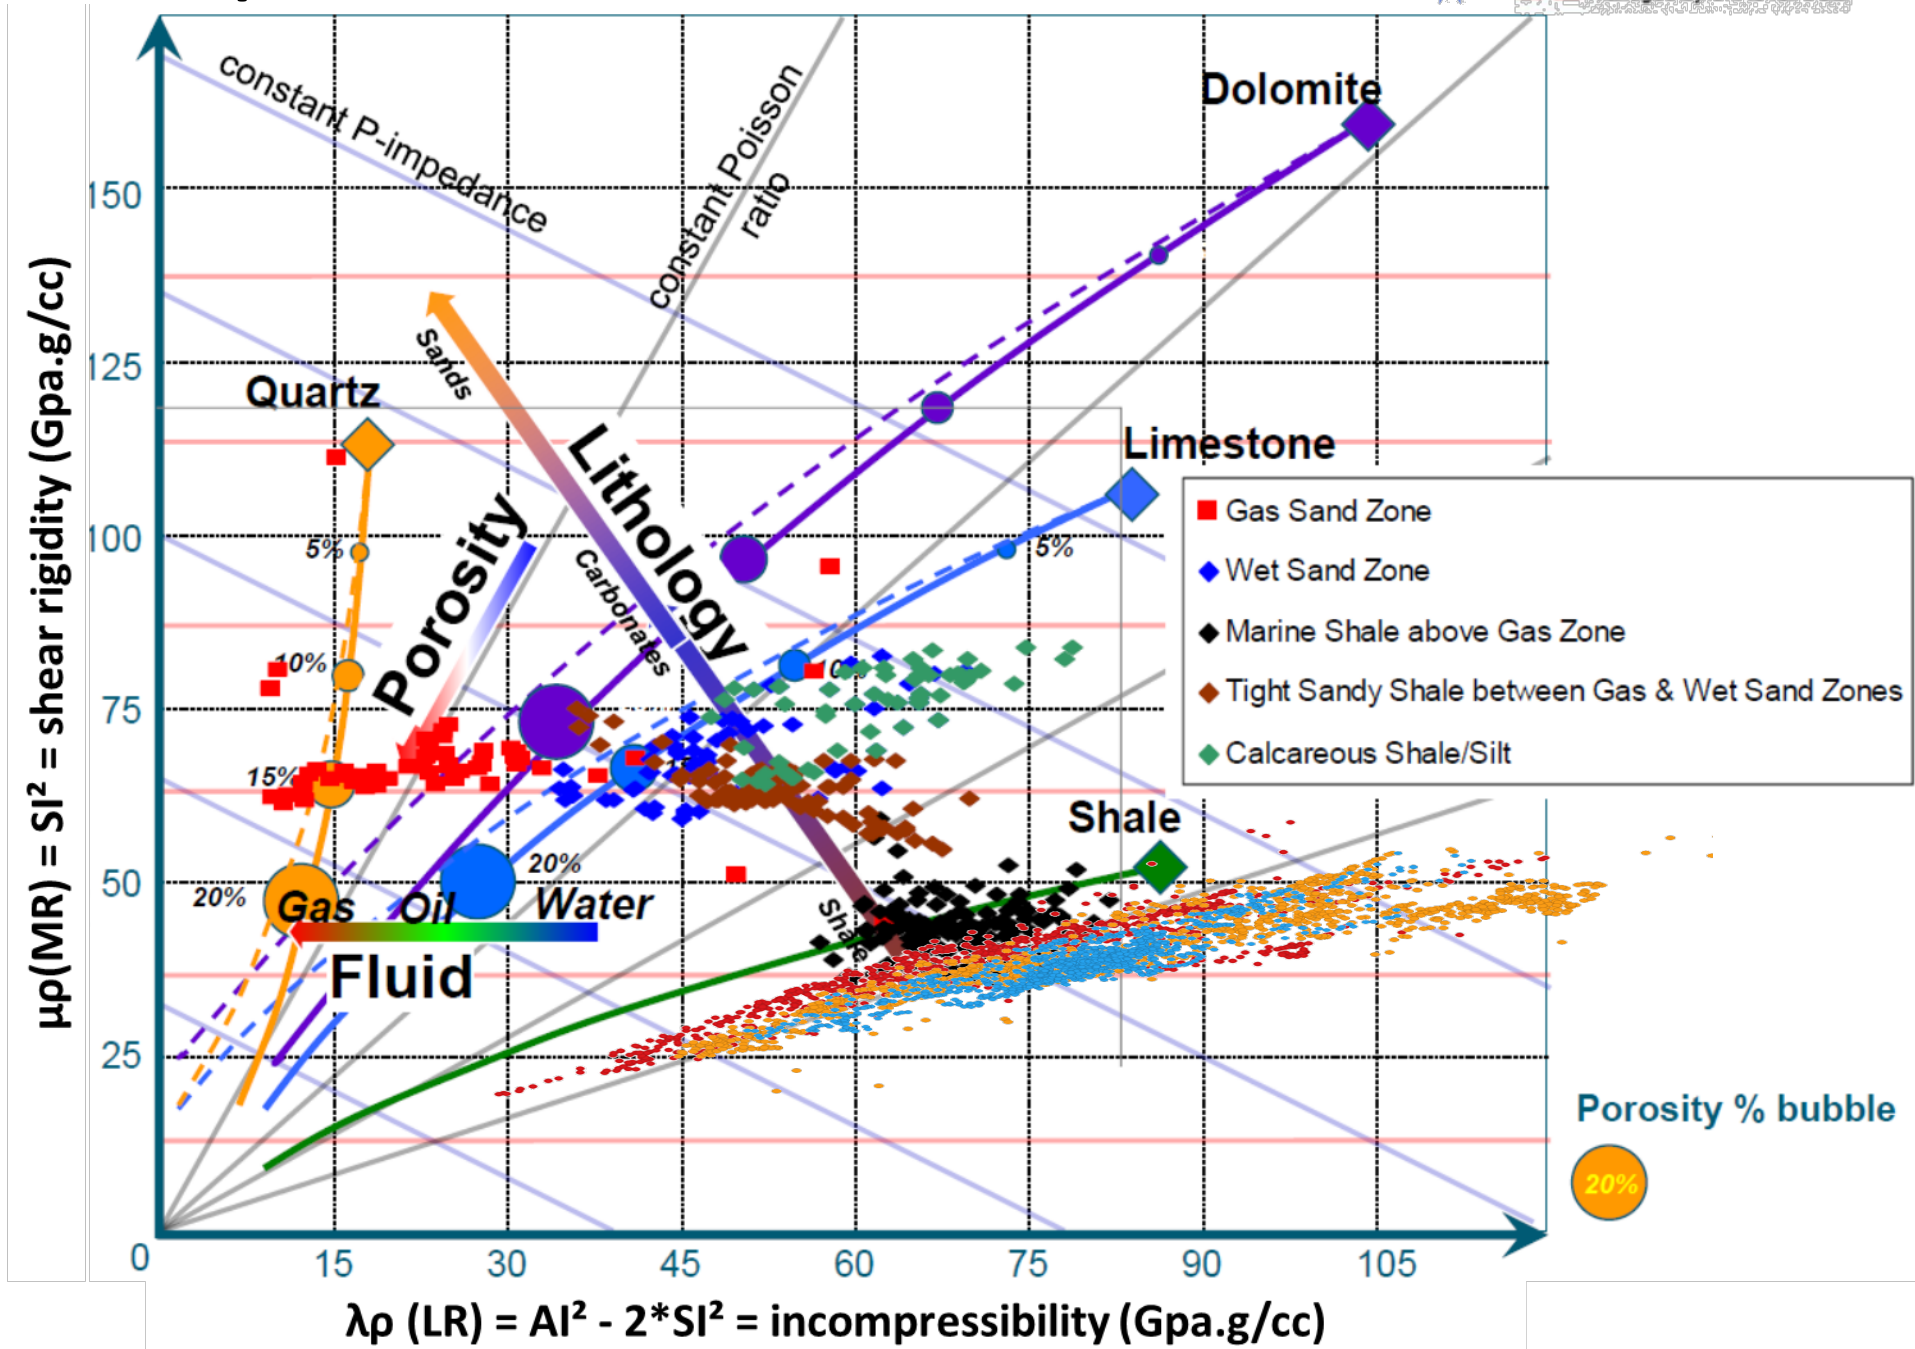 constant P-impedance
constant Poisson
ratio
Dolomite
150
125
Quartz
Sands
Limestone
Lithology
Gas Sand Zone
100
5%
5%
Porosity
Carbonates
Wet Sand Zone
Marine Shale above Gas Zone
10%
Tight Sandy Shale between Gas & Wet Sand Zones
75
Calcareous Shale/Silt
15%
Shale
50
20%
20%
Gas
Oil
Water
Shale
Fluid
25
Porosity % bubble
20%
0
15
30
45
60
75
90
105
μρ(MR) = SI² = shear rigidity (Gpa.g/cc)
λρ (LR) = AI² - 2*SI² = incompressibility (Gpa.g/cc)